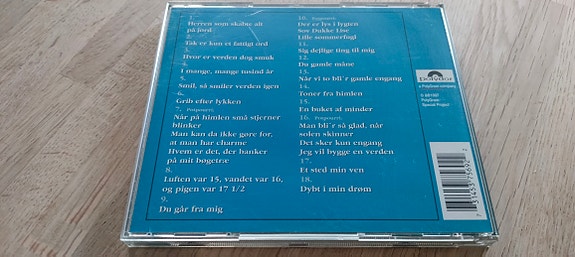 1.
Herren som skabte alt
på jord
2.
Tak er kun et fattigt ord
3.
Hvor er verden dog smuk
4.
I mange, mange tusind år
5.
Smil, så smiler verden igen
6.
Grib efter lykken
7. Potpourri:
Når på himlen små stjerner
blinker
Man kan da ikke gøre for,
at man har charme
Hvem er det, der banker
på mit bøgetræ
8.
Luften var 15, vandet var 16,
og pigen var 17 1/2
9.
Du går fra mig
10. Potpourri:
Der er lys i lygten
Sov Dukke Lise
Lille sommerfugl
11.
Sig dejlige ting til mig
12.
Du gamle måne
13.
Når vi to bli'r gamle engang
14.
Toner fra himlen
15.
En buket af minder
16. Potpourri:
Man bli'r så glad, når
solen skinner
Det sker kun engang
Jeg vil bygge en verden
17.
Et sted min ven
18.
Dybt i min drøm
polydor
a PolyGram company
PolyGram
Special Project